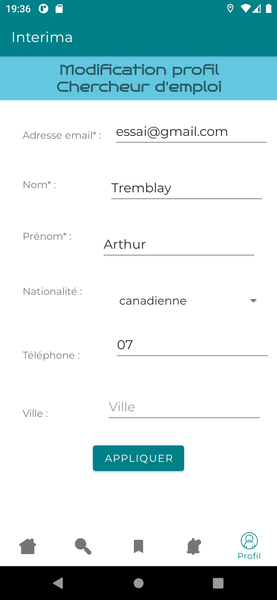 19:36
Interima
Modification profil
Chercheur d'emploi
Adresse email* : essai@gmail.com
Nom* : Tremblay
Prénom* : Arthur
Nationalité : canadienne
Téléphone : 07
Ville : Ville
APPLIQUER
Profil